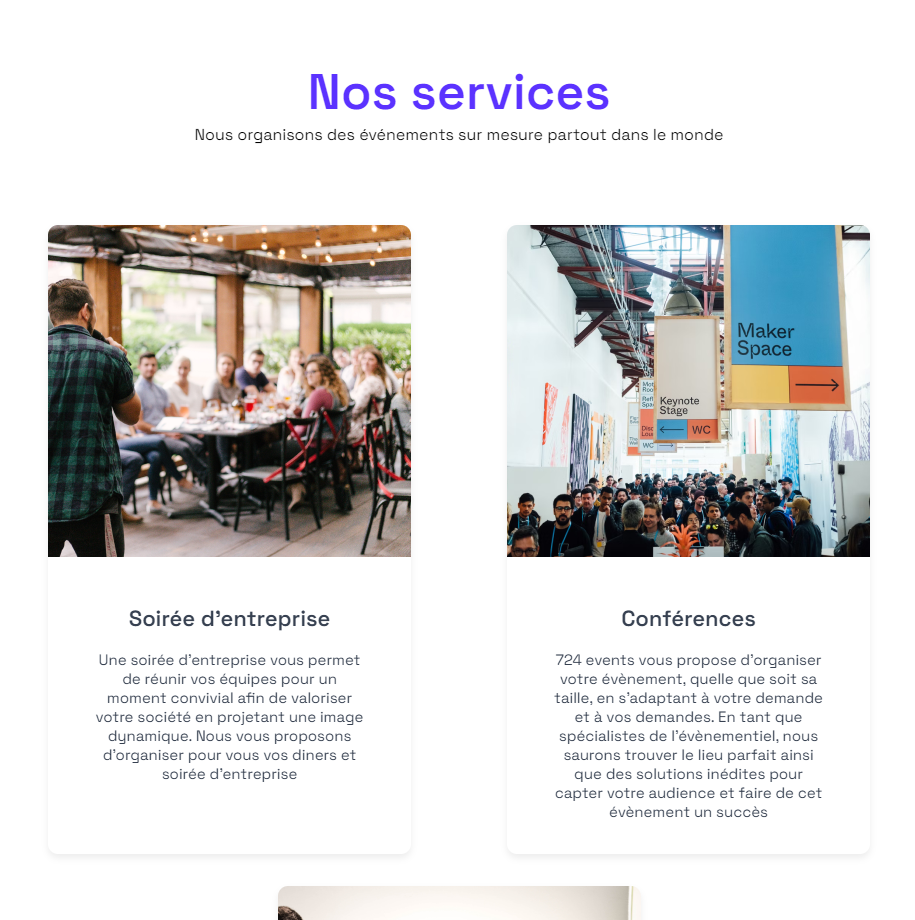 Nos services
Nous organisons des événements sur mesure partout dans le monde
Maker
Space
Keynote
Stage
WC
WC
Soirée d’entreprise
Une soirée d’entreprise vous permet
de réunir vos équipes pour un
moment convivial afin de valoriser
votre société en projetant une image
dynamique. Nous vous proposons
d’organiser pour vous vos diners et
soirée d’entreprise
Conférences
724 events vous propose d’organiser
votre évènement, quelle que soit sa
taille, en s’adaptant à votre demande
et à vos demandes. En tant que
spécialistes de l’évènementiel, nous
saurons trouver le lieu parfait ainsi
que des solutions inédites pour
capter votre audience et faire de cet
évènement un succès